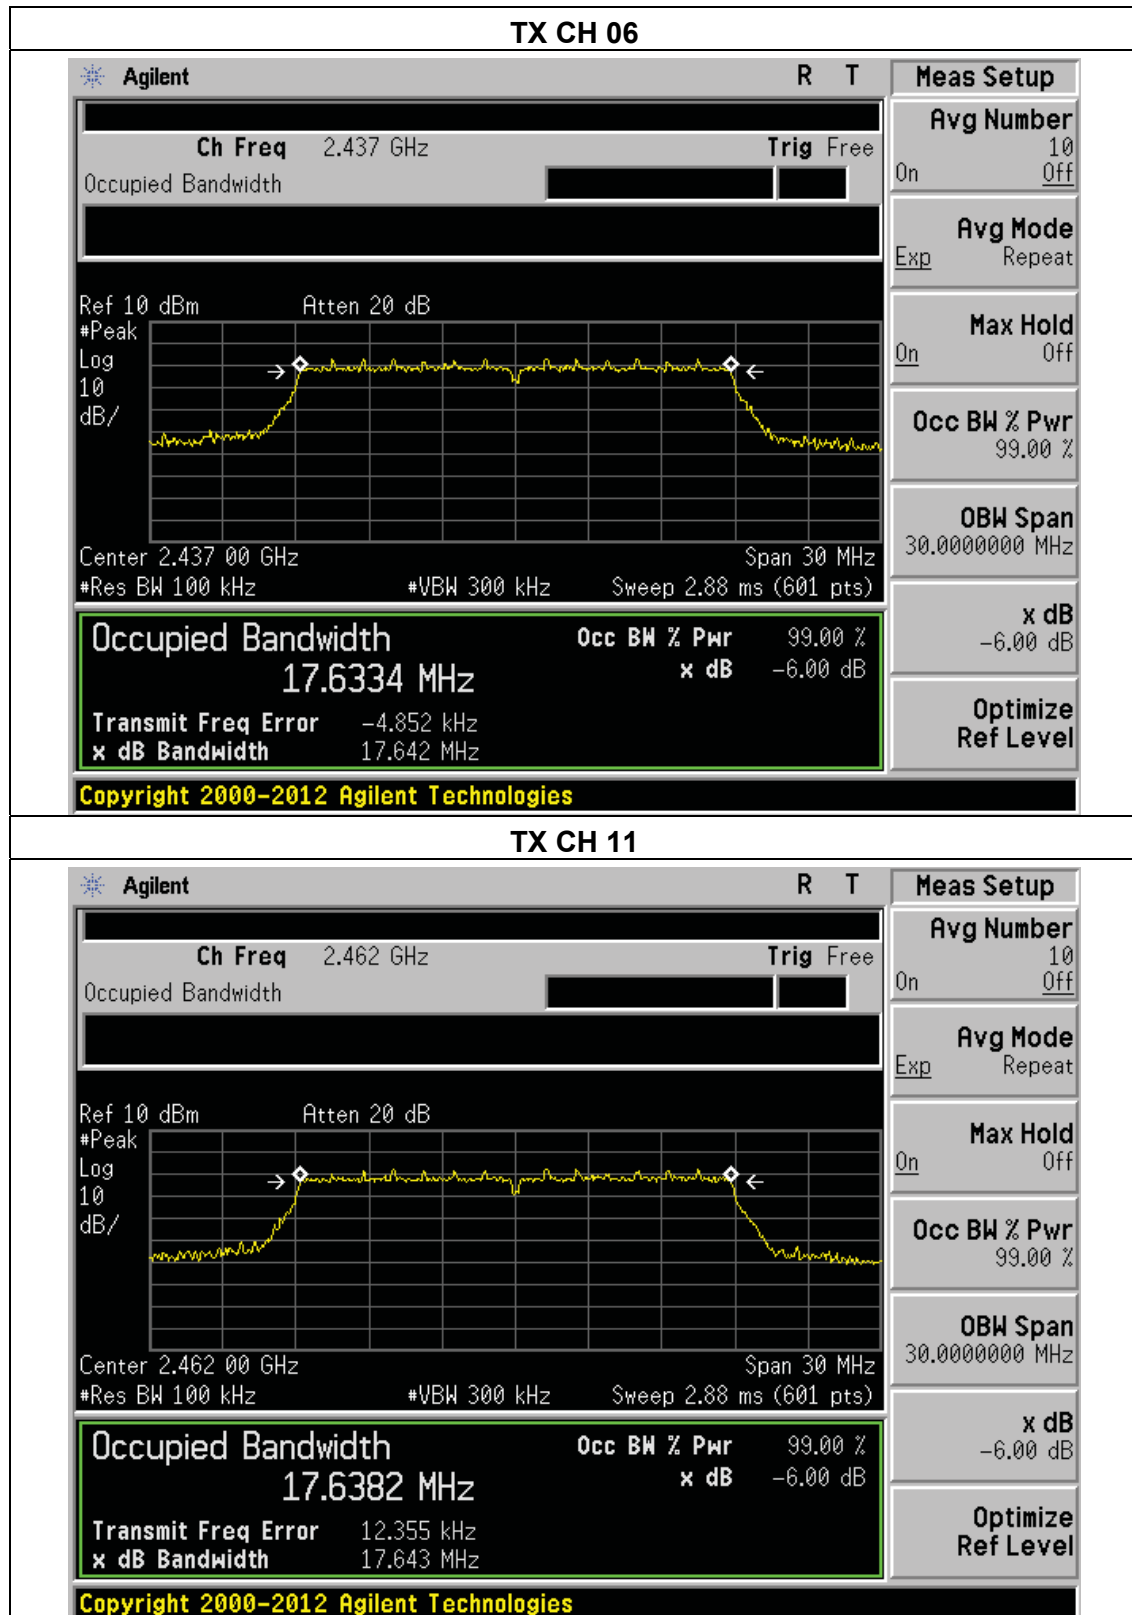 TX CH 06
Agilent R T Meas Setup
Avg Number
10
On Off
Ch Freq 2.437 GHz Trig Free
Occupied Bandwidth
Avg Mode
Exp Repeat
Ref 10 dBm Atten 20 dB
#Peak
Log
10
dB/
Max Hold
On Off
Occ BW % Pwr
99.00 %
OBW Span
30.0000000 MHz
Center 2.437 00 GHz Span 30 MHz
#Res BW 100 kHz #VBW 300 kHz Sweep 2.88 ms (601 pts)
x dB
-6.00 dB
Occupied Bandwidth Occ BW % Pwr 99.00 %
17.6334 MHz x dB -6.00 dB
Transmit Freq Error -4.852 kHz
x dB Bandwidth 17.642 MHz
Optimize
Ref Level
Copyright 2000-2012 Agilent Technologies
TX CH 11
Agilent R T Meas Setup
Avg Number
10
On Off
Ch Freq 2.462 GHz Trig Free
Occupied Bandwidth
Avg Mode
Exp Repeat
Ref 10 dBm Atten 20 dB
#Peak
Log
10
dB/
Max Hold
On Off
Occ BW % Pwr
99.00 %
OBW Span
30.0000000 MHz
Center 2.462 00 GHz Span 30 MHz
#Res BW 100 kHz #VBW 300 kHz Sweep 2.88 ms (601 pts)
x dB
-6.00 dB
Occupied Bandwidth Occ BW % Pwr 99.00 %
17.6382 MHz x dB -6.00 dB
Transmit Freq Error 12.355 kHz
x dB Bandwidth 17.643 MHz
Optimize
Ref Level
Copyright 2000-2012 Agilent Technologies